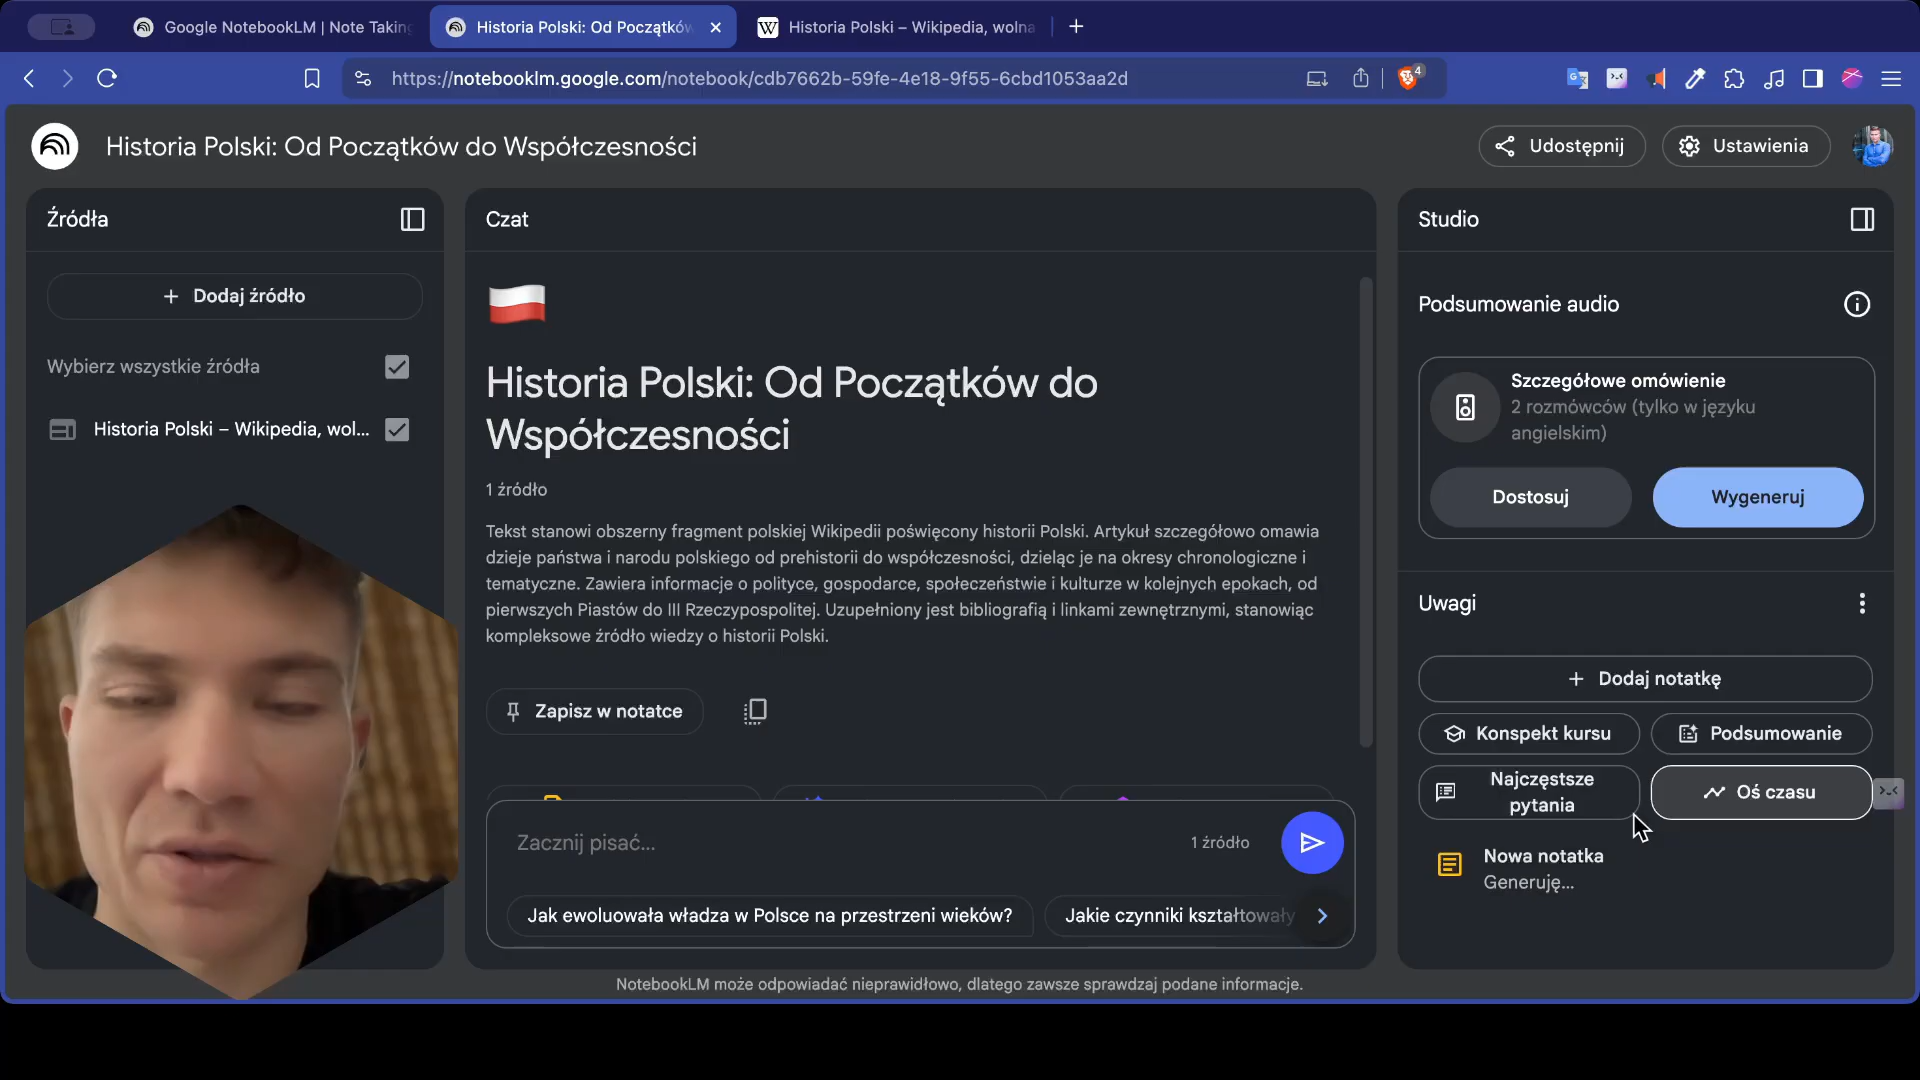 Google NotebookLM | Note Taking
Historia Polski: Od Początków
Historia Polski – Wikipedia, wolna
https://notebooklm.google.com/notebook/cdb7662b-59fe-4e18-9f55-6cbd1053aa2d
4
Historia Polski: Od Początków do Współczesności
Udostępnij
Ustawienia
Źródła
Dodaj źródło
Wybierz wszystkie źródła
Historia Polski – Wikipedia, wol...
Czat
Historia Polski: Od Początków do
Współczesności
1 źródło
Tekst stanowi obszerny fragment polskiej Wikipedii poświęcony historii Polski. Artykuł szczegółowo omawia
dzieje państwa i narodu polskiego od prehistorii do współczesności, dzieląc je na okresy chronologiczne i
tematyczne. Zawiera informacje o polityce, gospodarce, społeczeństwie i kulturze w kolejnych epokach, od
pierwszych Piastów do III Rzeczypospolitej. Uzupełniony jest bibliografią i linkami zewnętrznymi, stanowiąc
kompleksowe źródło wiedzy o historii Polski.
Zapisz w notatce
Zacznij pisać...
1 źródło
Jak ewoluowała władza w Polsce na przestrzeni wieków?
Jakie czynniki kształtowały
NotebookLM może odpowiadać nieprawidłowo, dlatego zawsze sprawdzaj podane informacje.
Studio
Podsumowanie audio
Szczegółowe omówienie
2 rozmówców (tylko w języku
angielskim)
Dostosuj
Wygeneruj
Uwagi
Dodaj notatkę
Konspekt kursu
Podsumowanie
Najczęstsze
pytania
Oś czasu
Nowa notatka
Generuję...